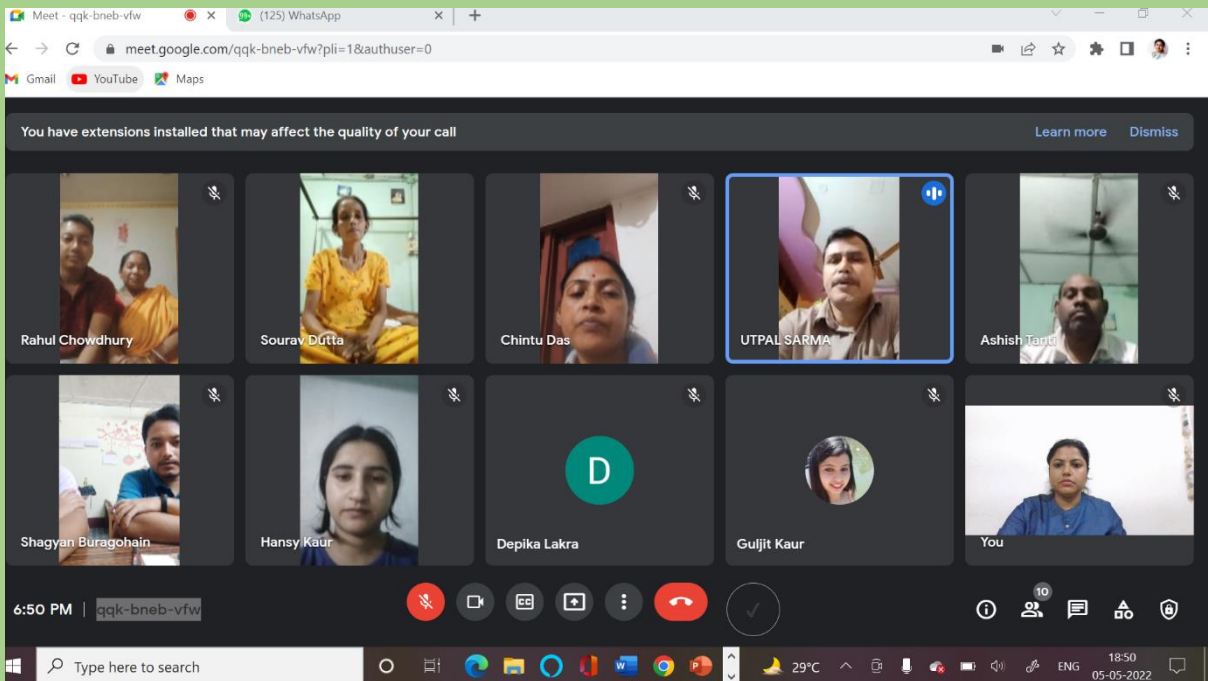 Meet - qqk-bneb-vfw
99+ (125) WhatsApp
meet.google.com/qqk-bneb-vfw?pli=1&authuser=0
Gmail YouTube Maps
You have extensions installed that may affect the quality of your call Learn more Dismiss
Rahul Chowdhury Sourav Dutta Chintu Das UTPAL SARMA Ashish Tanti
D
Shagyan Buragohain Hansy Kaur Depika Lakra Guljit Kaur You
6:50 PM | qqk-bneb-vfw CC 10
Type here to search 29°C ENG 18:50
05-05-2022